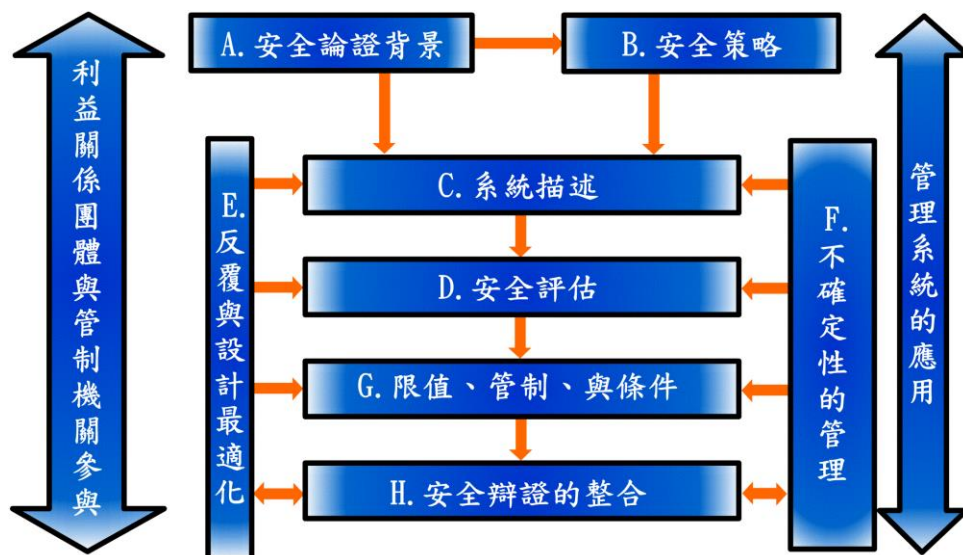 A.安全論證背景
B.安全策略
利益關係團體與管制機關參與
管理系統的應用
E.反覆與設計最適化
F.不確定性的管理
C.系統描述
D.安全評估
G.限值、管制、與條件
H.安全辯證的整合